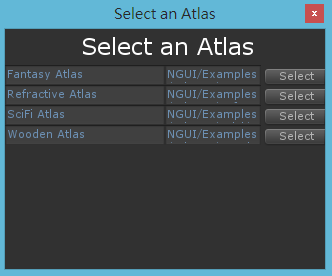 Select an Atlas
Select an Atlas
Fantasy Atlas NGUI/Examples Select
Refractive Atlas NGUI/Examples Select
SciFi Atlas NGUI/Examples Select
Wooden Atlas NGUI/Examples Select